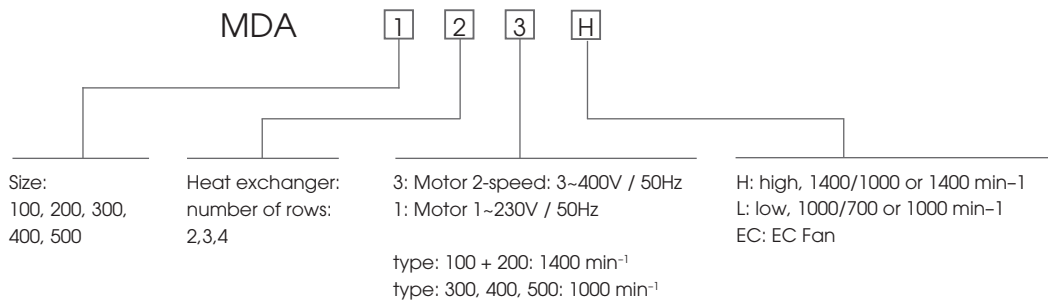 MDA 1 2 3 H
Size:
100, 200, 300,
400, 500
Heat exchanger:
number of rows:
2,3,4
3: Motor 2-speed: 3~400V / 50Hz
1: Motor 1~230V / 50Hz
type: 100 + 200: 1400 min⁻¹
type: 300, 400, 500: 1000 min⁻¹
H: high, 1400/1000 or 1400 min–1
L: low, 1000/700 or 1000 min–1
EC: EC Fan